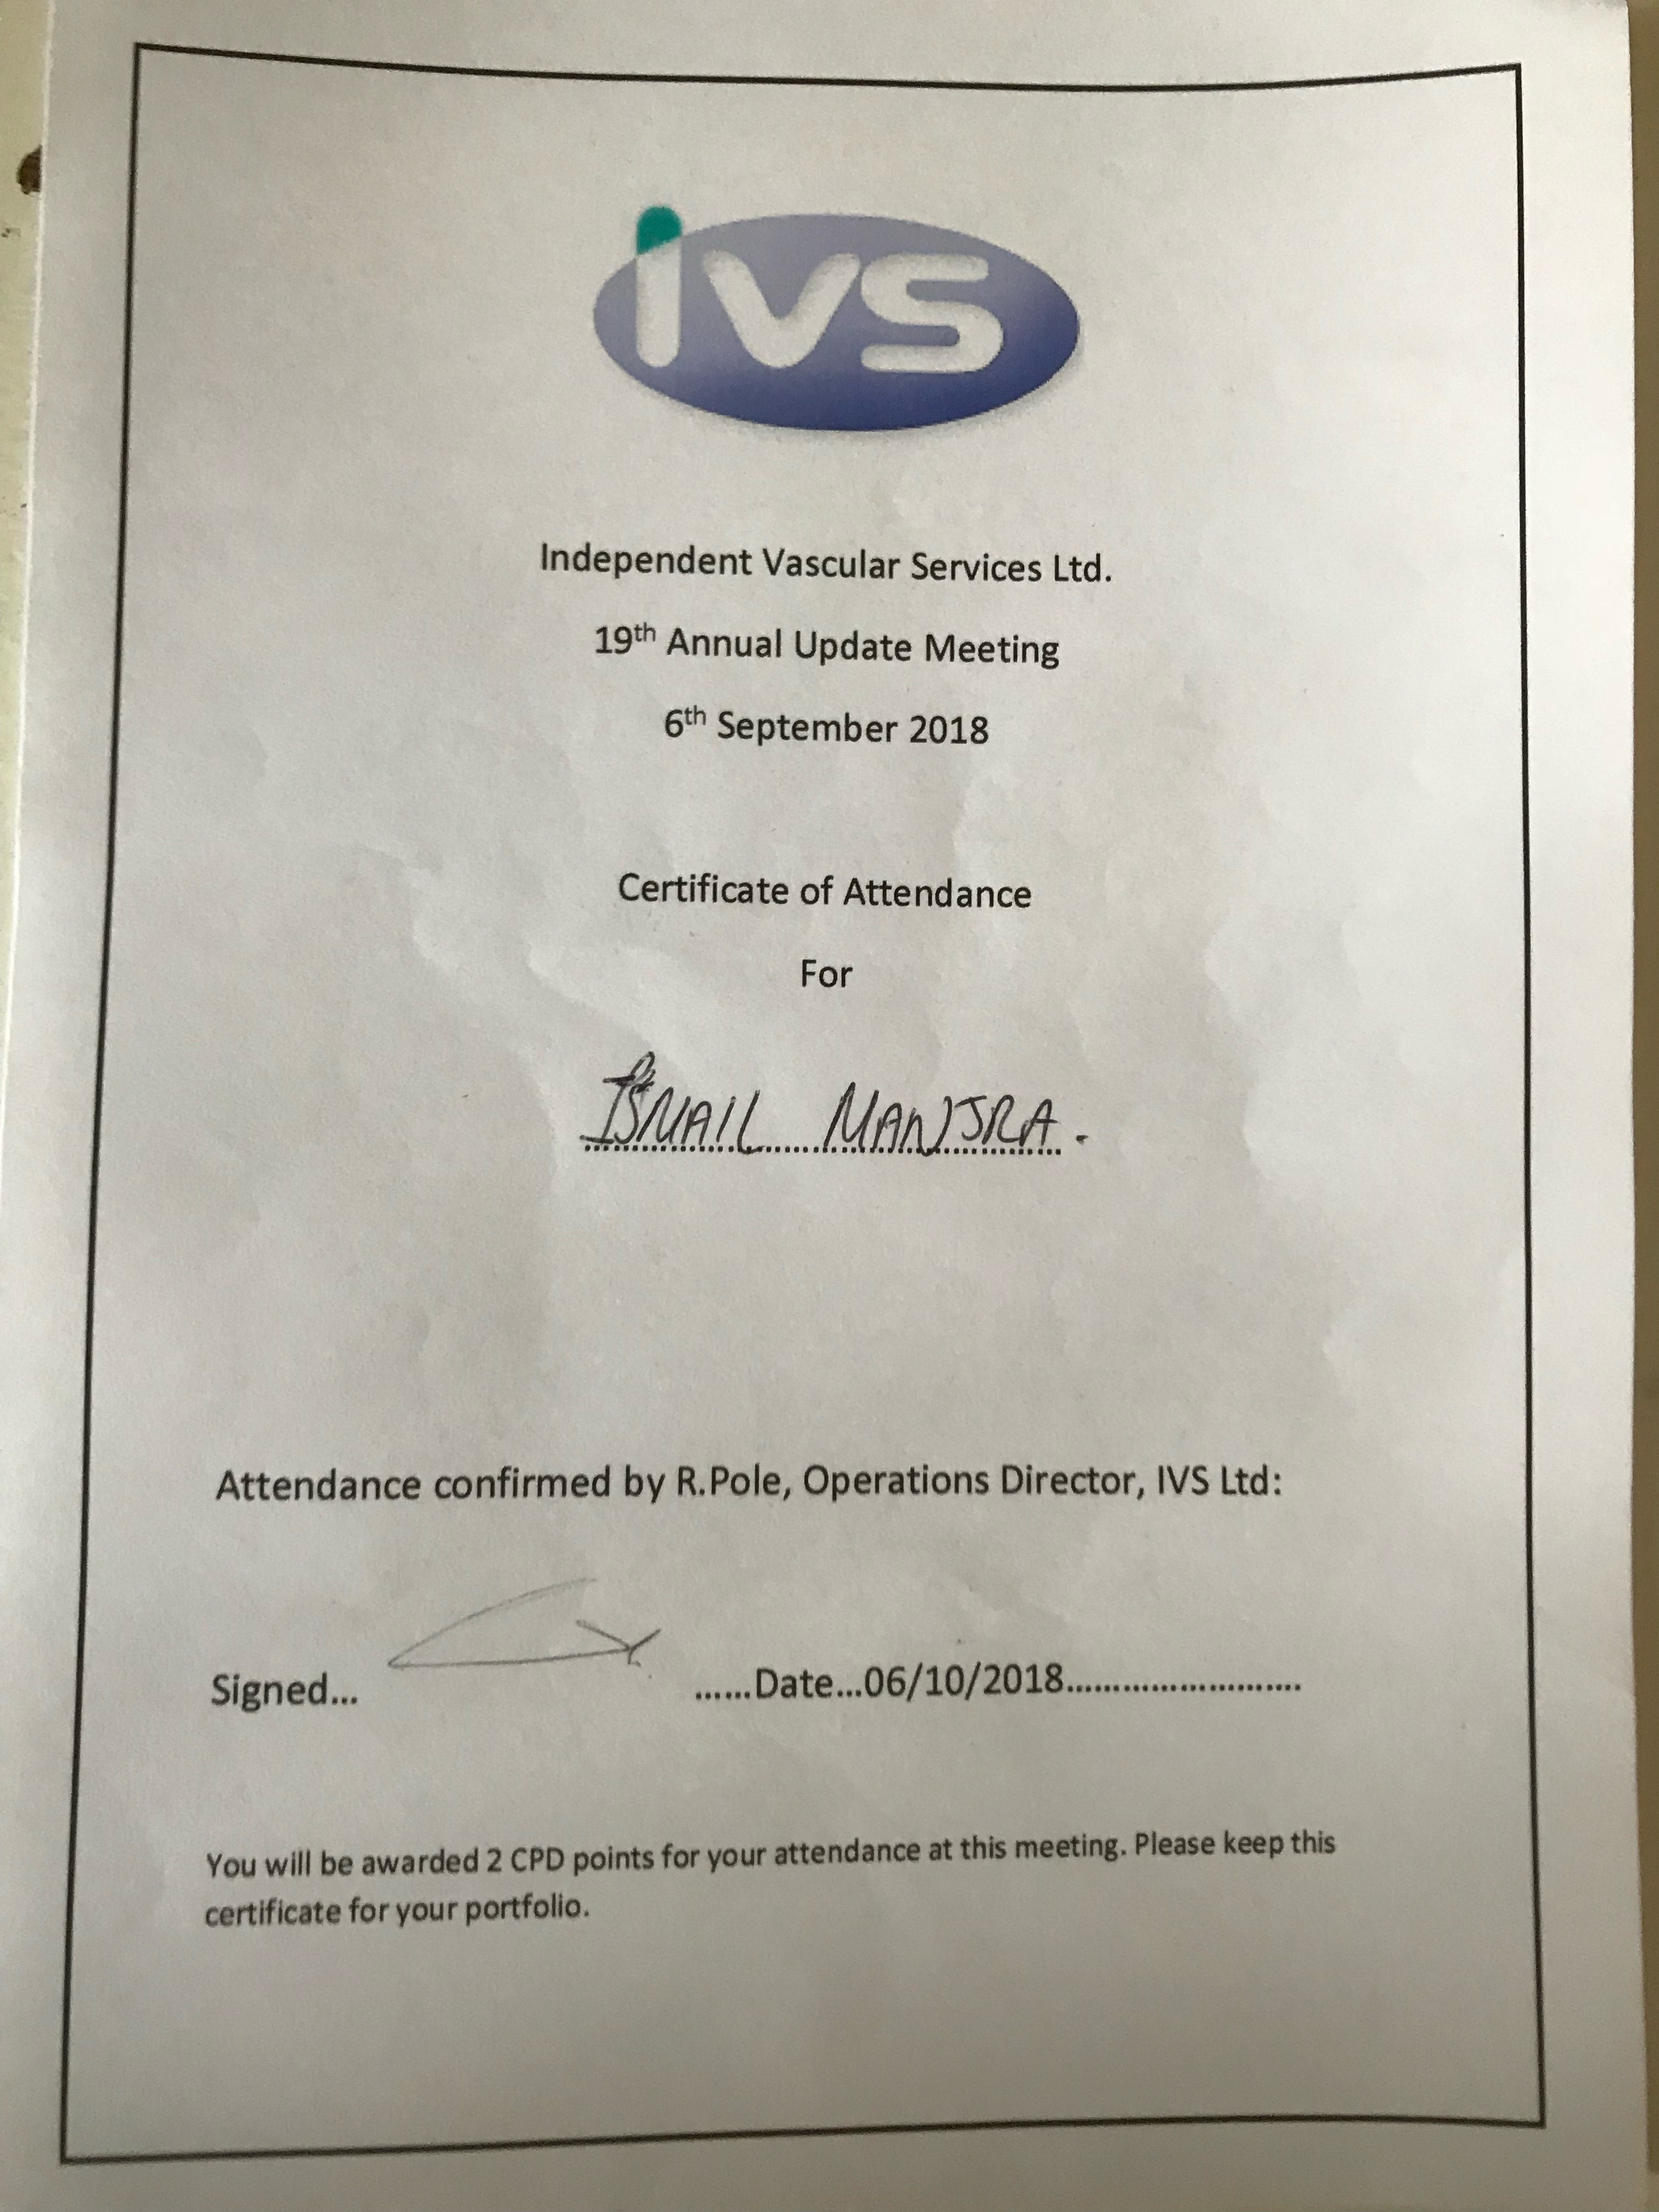 ivs
Independent Vascular Services Ltd.
19th Annual Update Meeting
6th September 2018
Certificate of Attendance
For
ISMAIL MANJRA.
Attendance confirmed by R.Pole, Operations Director, IVS Ltd:
Signed... ......Date...06/10/2018.........................
You will be awarded 2 CPD points for your attendance at this meeting. Please keep this
certificate for your portfolio.